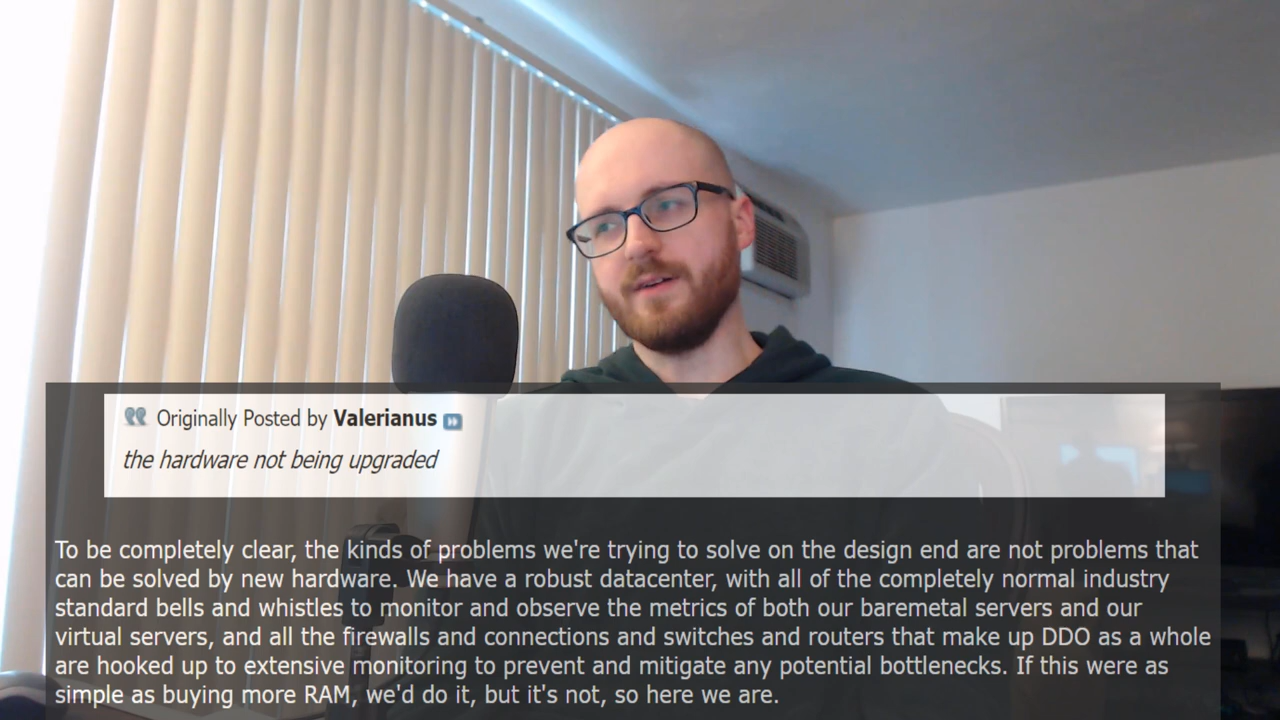 Originally Posted by Valerianus
the hardware not being upgraded
To be completely clear, the kinds of problems we're trying to solve on the design end are not problems that
can be solved by new hardware. We have a robust datacenter, with all of the completely normal industry
standard bells and whistles to monitor and observe the metrics of both our baremetal servers and our
virtual servers, and all the firewalls and connections and switches and routers that make up DDO as a whole
are hooked up to extensive monitoring to prevent and mitigate any potential bottlenecks. If this were as
simple as buying more RAM, we'd do it, but it's not, so here we are.